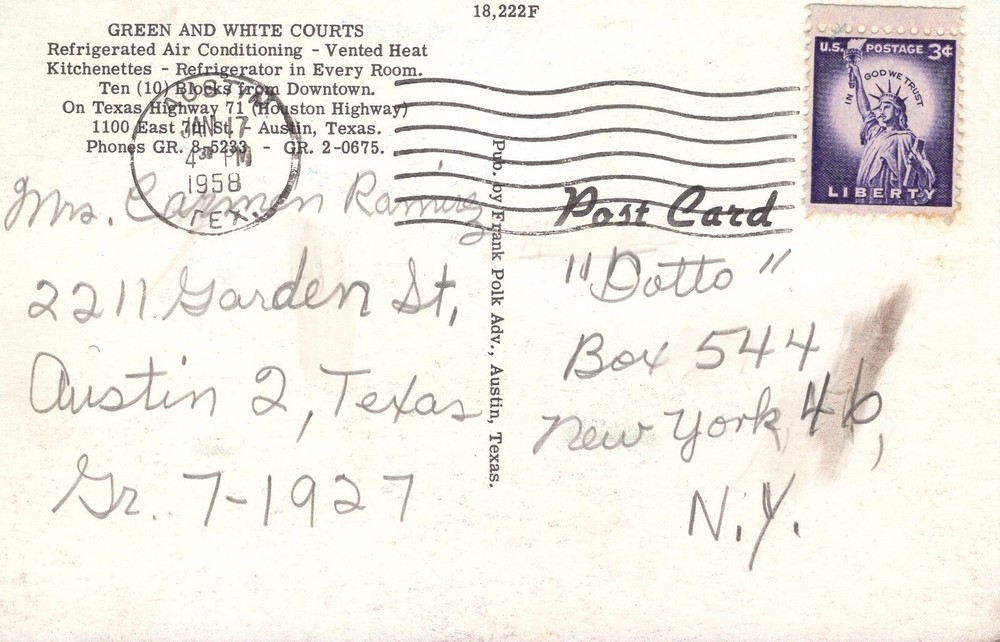 18,222F
GREEN AND WHITE COURTS
Refrigerated Air Conditioning - Vented Heat
Kitchenettes - Refrigerator in Every Room.
Ten (10) Blocks from Downtown.
On Texas Highway 71 (Houston Highway)
1100 East 7th St. - Austin, Texas.
Phones GR. 8-5233 - GR. 2-0675.
AUSTIN
JAN 17
4 30 PM
1958
TEX.
U.S. POSTAGE 3¢
IN GOD WE TRUST
LIBERTY
Post Card
Pub. by Frank Polk Adv., Austin, Texas.
Mrs. Carmen Ramirez
2211 Garden St,
Austin 2, Texas
Gr. 7-1927
"Dotto"
Box 544
New York 46,
N.Y.